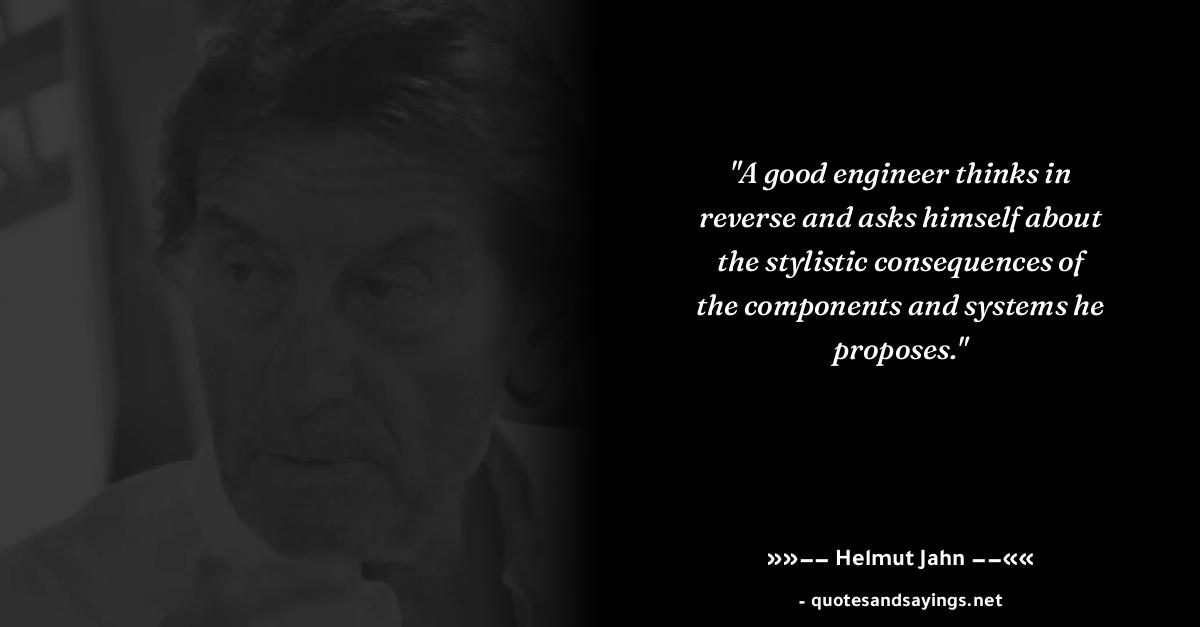 "A good engineer thinks in
reverse and asks himself about
the stylistic consequences of
the components and systems he
proposes."
»»−− Helmut Jahn −−««
- quotesandsayings.net